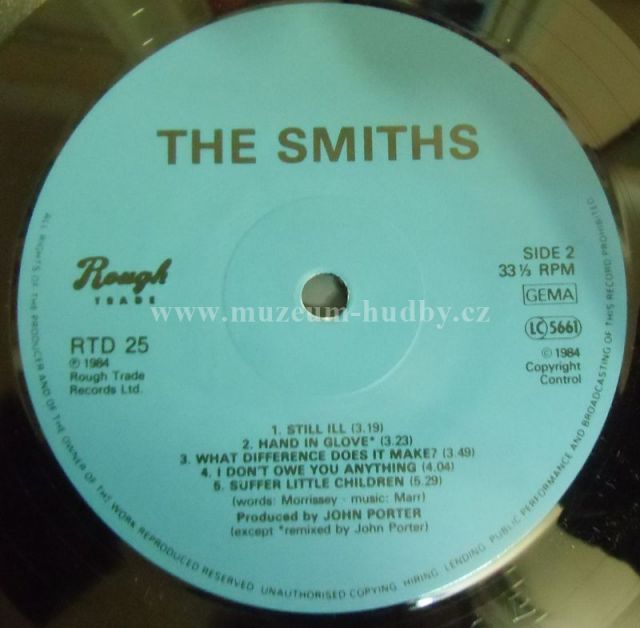 THE SMITHS
Rough
TRADE
SIDE 2
33 ⅓ RPM
GEMA
www.muzeum-hudby.cz
RTD 25
℗ 1984
Rough Trade
Records Ltd.
LC 5661
© 1984
Copyright
Control
1. STILL ILL (3.19)
2. HAND IN GLOVE* (3.23)
3. WHAT DIFFERENCE DOES IT MAKE? (3.49)
4. I DON'T OWE YOU ANYTHING (4.04)
5. SUFFER LITTLE CHILDREN (5.29)
(words: Morrissey · music: Marr)
Produced by JOHN PORTER
(except *remixed by John Porter)
ALL RIGHTS OF THE PRODUCER AND OF THE OWNER OF THE WORK REPRODUCED RESERVED UNAUTHORISED COPYING HIRING LENDING PUBLIC PERFORMANCE AND BROADCASTING OF THIS RECORD PROHIBITED